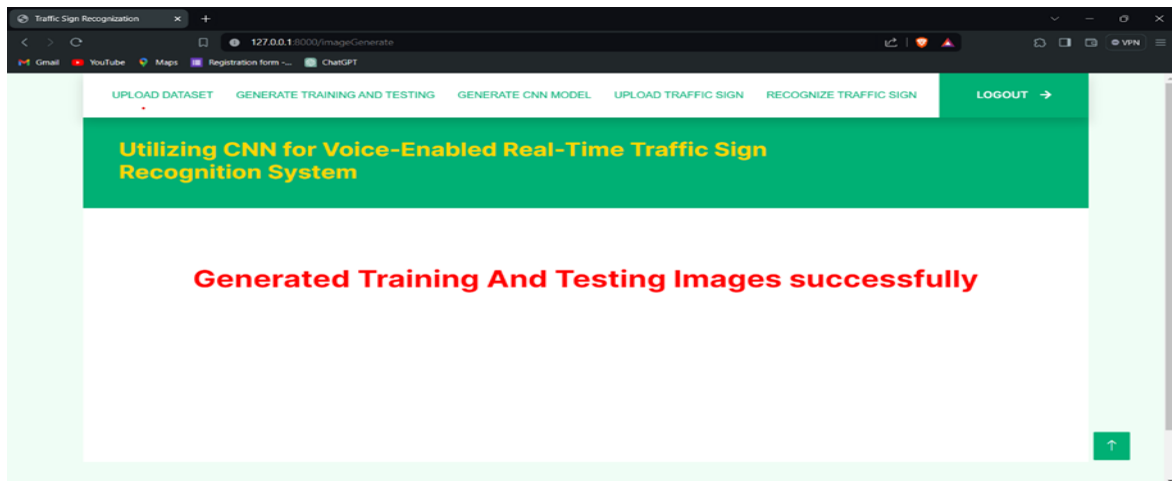 Traffic Sign Recognization
127.0.0.1:8000/imageGenerate
VPN
Gmail YouTube Maps Registration form -... ChatGPT
UPLOAD DATASET GENERATE TRAINING AND TESTING GENERATE CNN MODEL UPLOAD TRAFFIC SIGN RECOGNIZE TRAFFIC SIGN LOGOUT →
Utilizing CNN for Voice-Enabled Real-Time Traffic Sign
Recognition System
Generated Training And Testing Images successfully